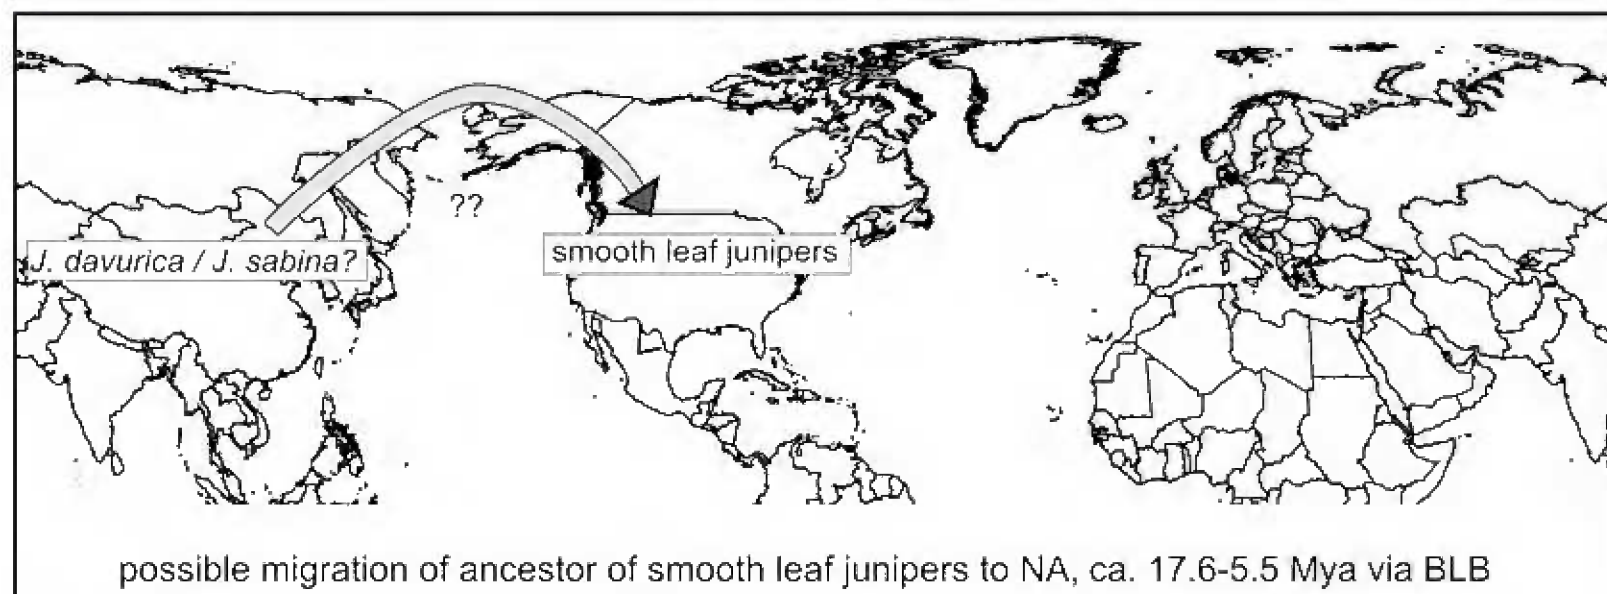 ??
J. davurica / J. sabina?
smooth leaf junipers
possible migration of ancestor of smooth leaf junipers to NA, ca. 17.6-5.5 Mya via BLB